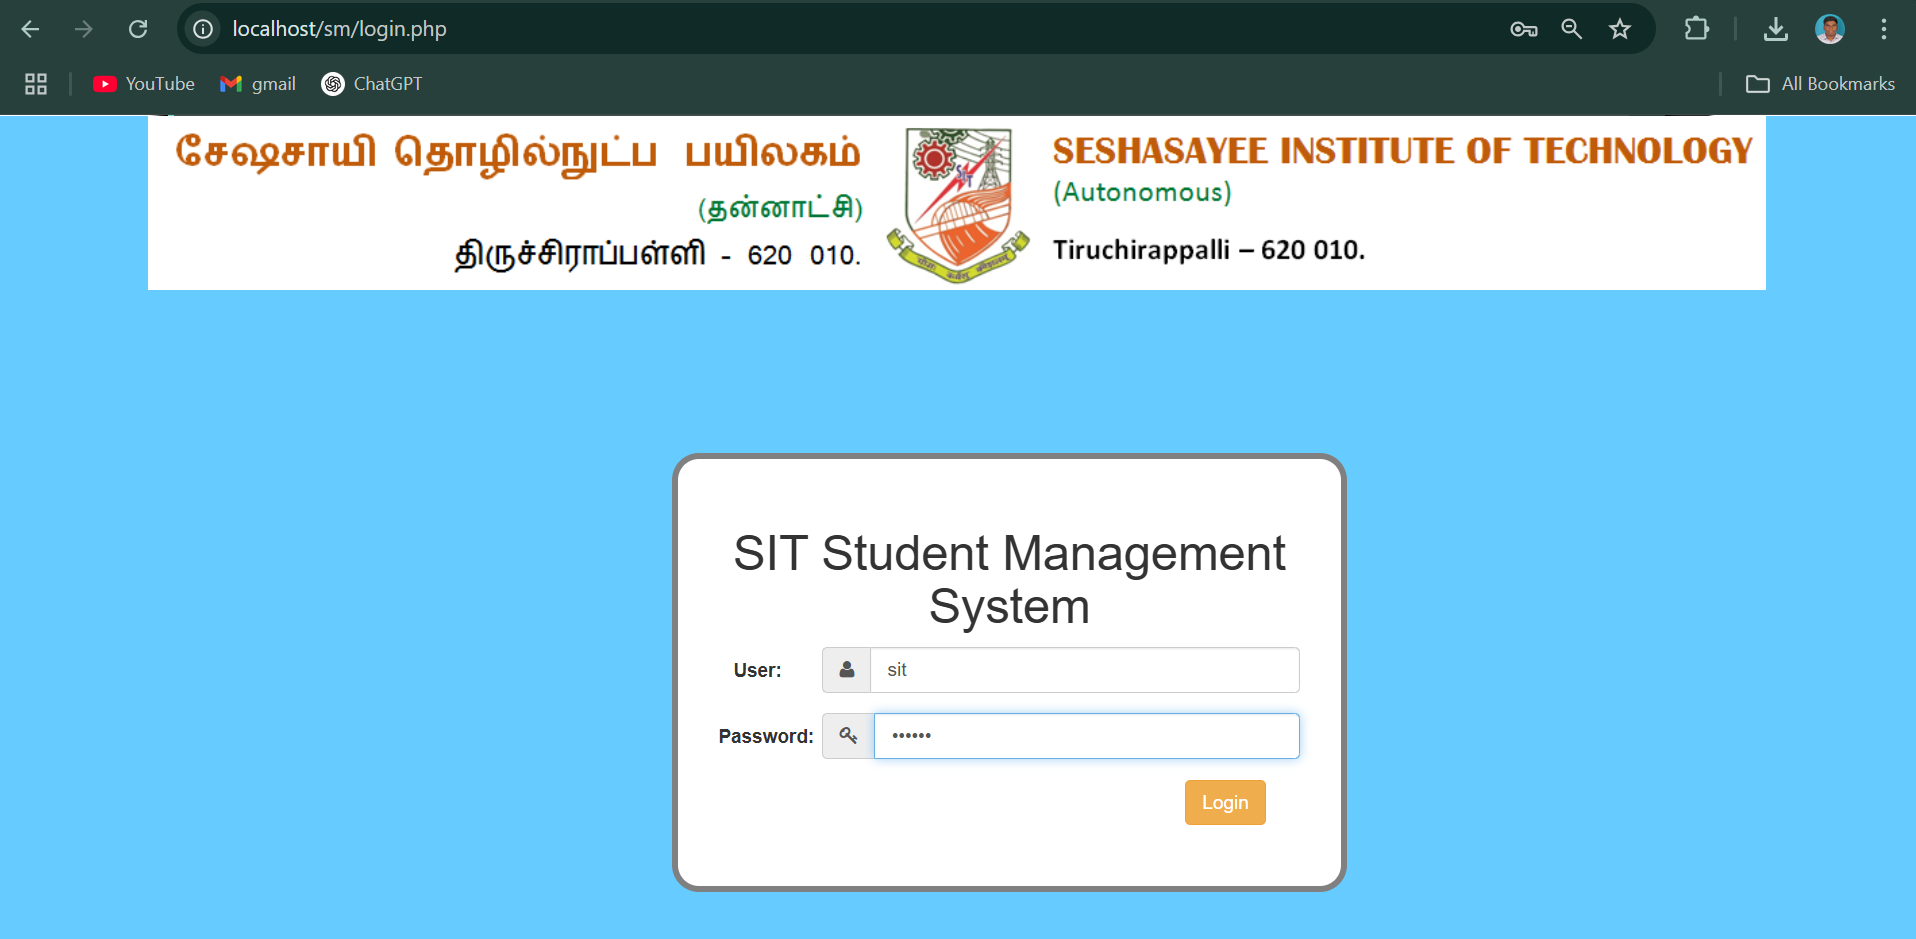 localhost/sm/login.php
YouTube
gmail
ChatGPT
All Bookmarks
சேஷசாயி தொழில்நுட்ப பயிலகம்
(தன்னாட்சி)
திருச்சிராப்பள்ளி - 620 010.
SIT
SESHASAYEE INSTITUTE OF TECHNOLOGY
(Autonomous)
Tiruchirappalli – 620 010.
SIT Student Management
System
User:
sit
Password:
••••••
Login